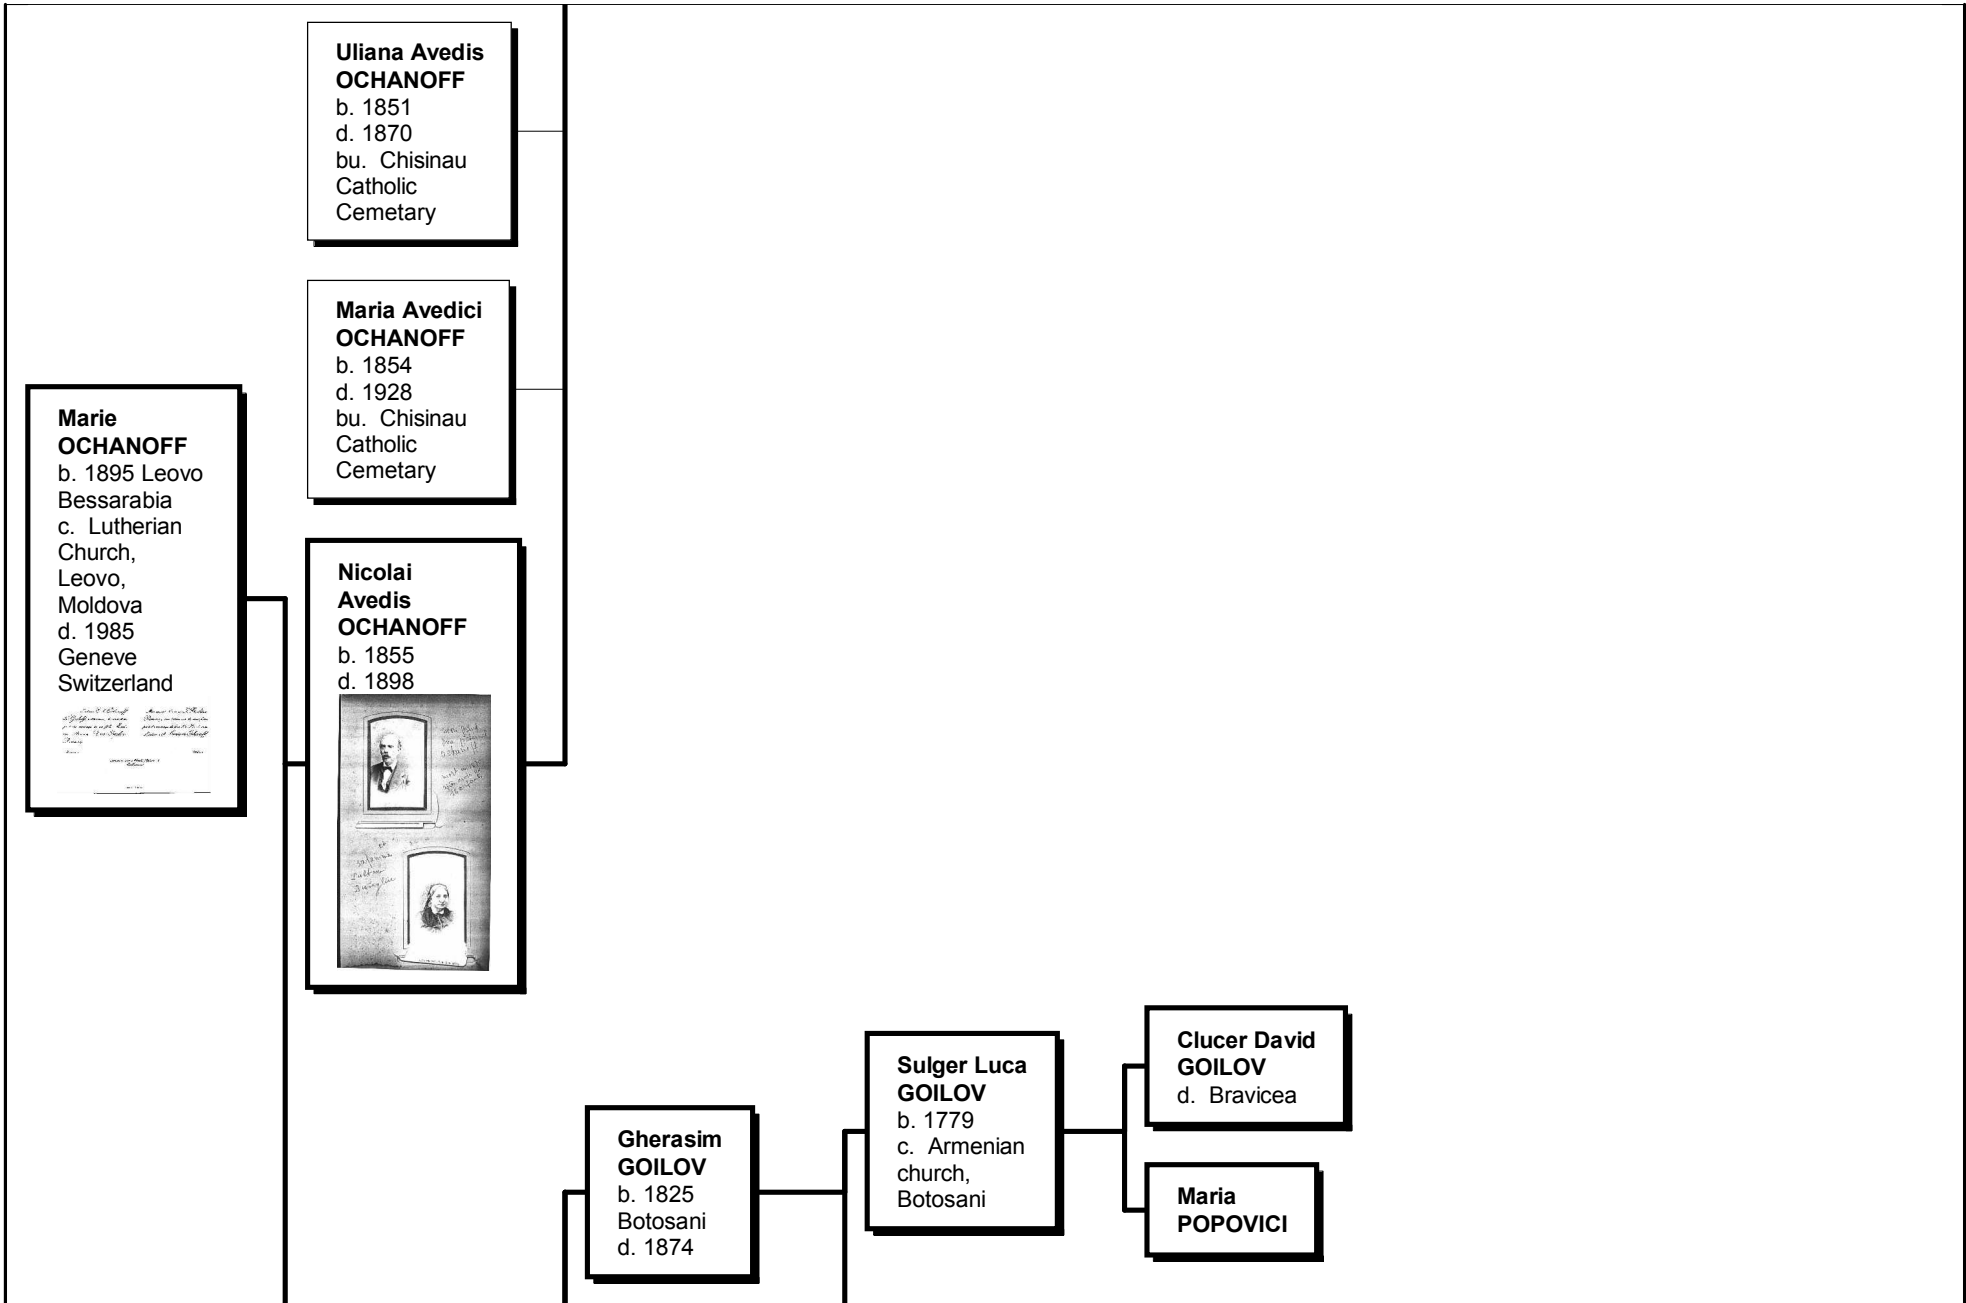 Uliana Avedis
OCHANOFF
b. 1851
d. 1870
bu. Chisinau
Catholic
Cemetary
Maria Avedici
OCHANOFF
b. 1854
d. 1928
bu. Chisinau
Catholic
Cemetary
Marie
OCHANOFF
b. 1895 Leovo
Bessarabia
c. Lutherian
Church,
Leovo,
Moldova
d. 1985
Geneve
Switzerland
Nicolai
Avedis
OCHANOFF
b. 1855
d. 1898
Clucer David
GOILOV
d. Bravicea
Sulger Luca
GOILOV
b. 1779
c. Armenian
church,
Botosani
Gherasim
GOILOV
b. 1825
Botosani
d. 1874
Maria
POPOVICI